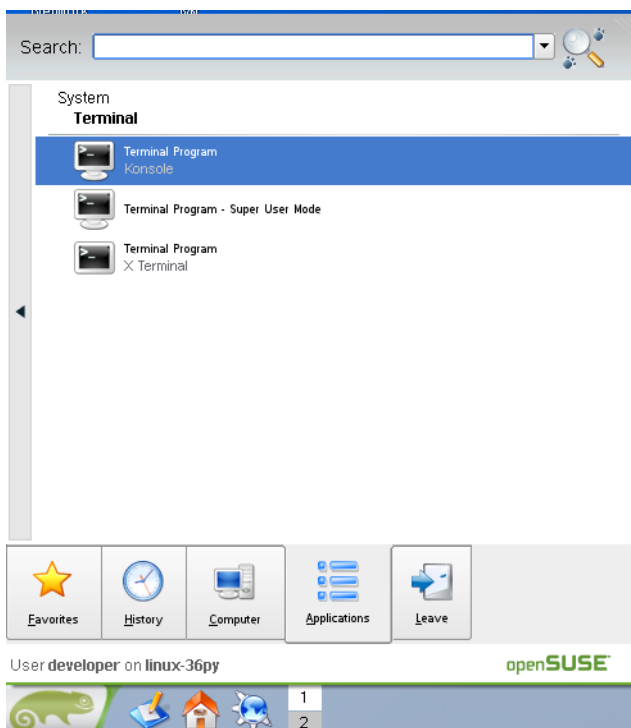 Search:
System
Terminal
Terminal Program
Konsole
Terminal Program - Super User Mode
Terminal Program
X Terminal
Favorites
History
Computer
Applications
Leave
User developer on linux-36py
openSUSE
1
2